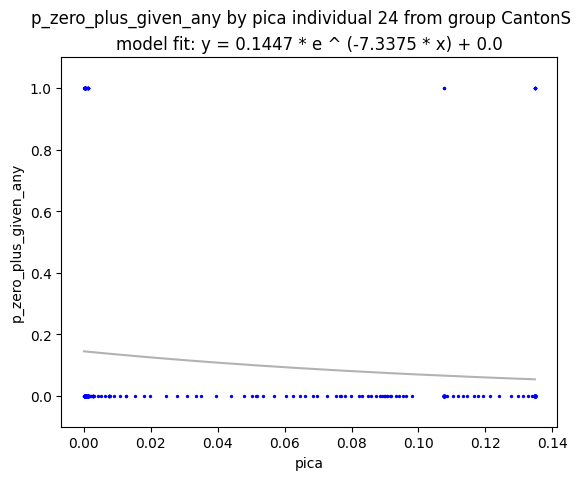 p_zero_plus_given_any by pica individual 24 from group CantonS
model fit: y = 0.1447 * e ^ (-7.3375 * x) + 0.0
1.0
0.8
0.6
0.4
0.2
0.0
p_zero_plus_given_any
0.00 0.02 0.04 0.06 0.08 0.10 0.12 0.14
pica